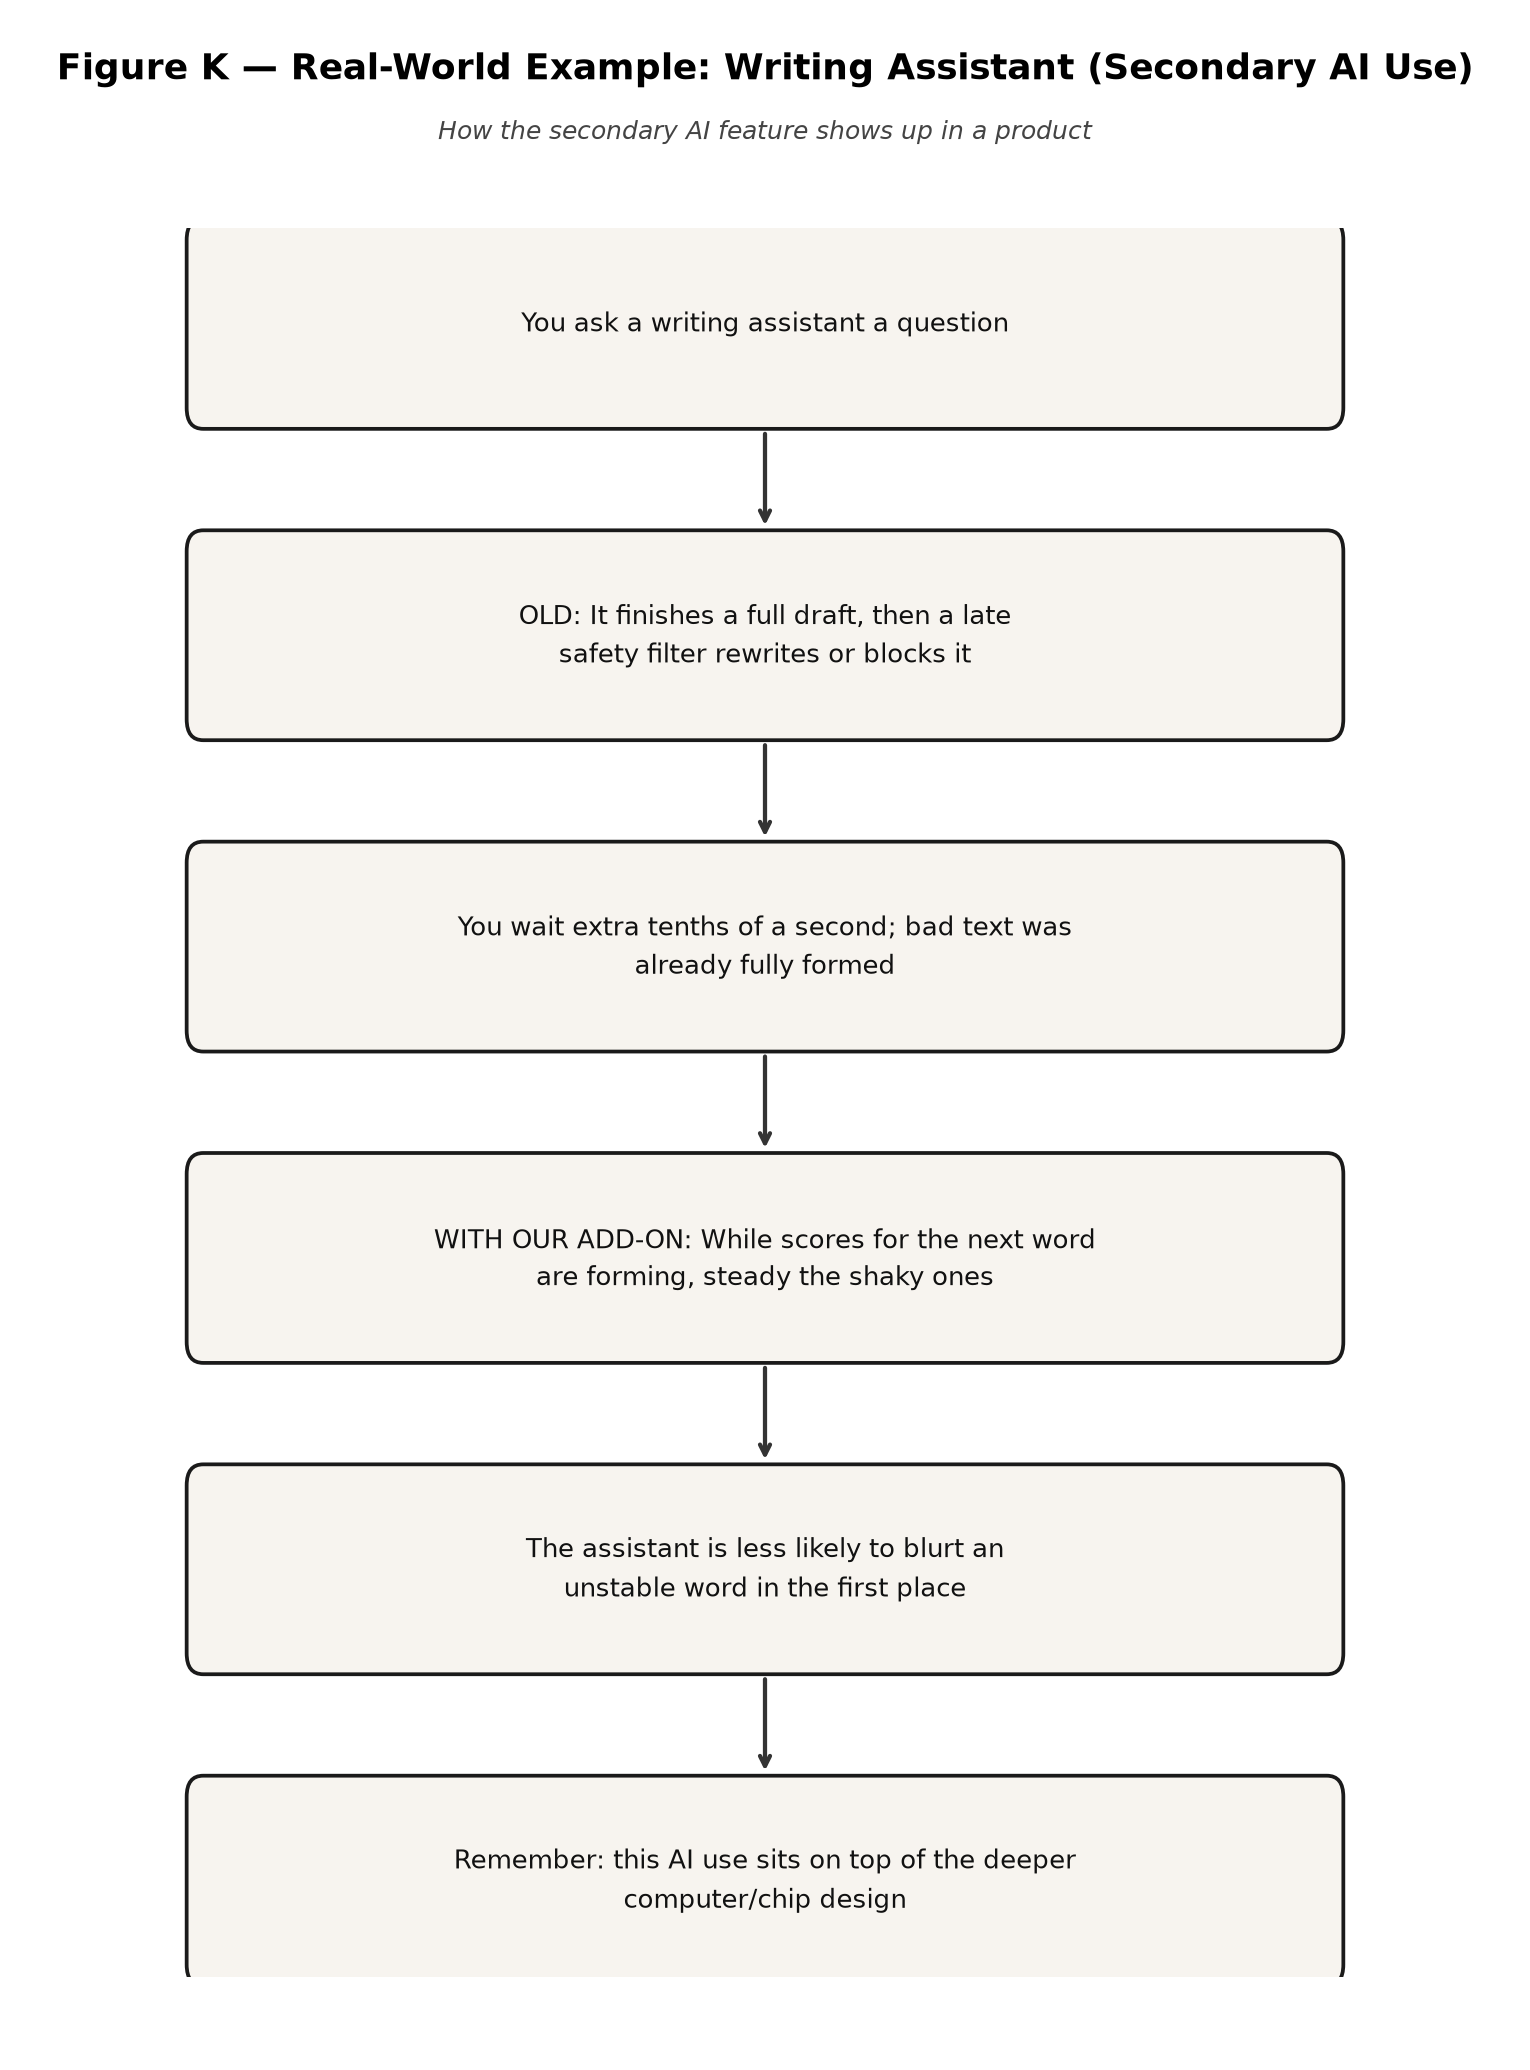 Figure K — Real-World Example: Writing Assistant (Secondary AI Use)
How the secondary AI feature shows up in a product
You ask a writing assistant a question
OLD: It finishes a full draft, then a late
safety filter rewrites or blocks it
You wait extra tenths of a second; bad text was
already fully formed
WITH OUR ADD-ON: While scores for the next word
are forming, steady the shaky ones
The assistant is less likely to blurt an
unstable word in the first place
Remember: this AI use sits on top of the deeper
computer/chip design